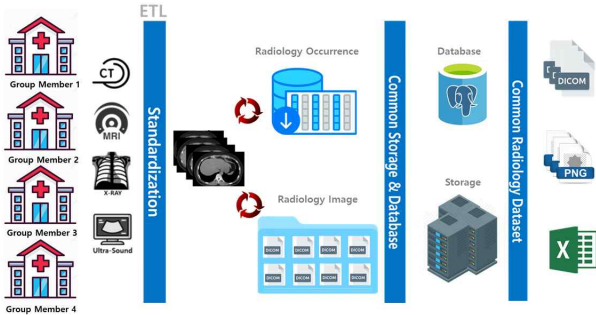 ETL
Group Member 1
Group Member 2
Group Member 3
Group Member 4
CT
MRI
X-RAY
Ultra-Sound
Standardization
Radiology Occurrence
Radiology Image
DICOM
DICOM
DICOM
DICOM
DICOM
DICOM
DICOM
DICOM
Common Storage & Database
Database
Storage
Common Radiology Dataset
DICOM
PNG
X